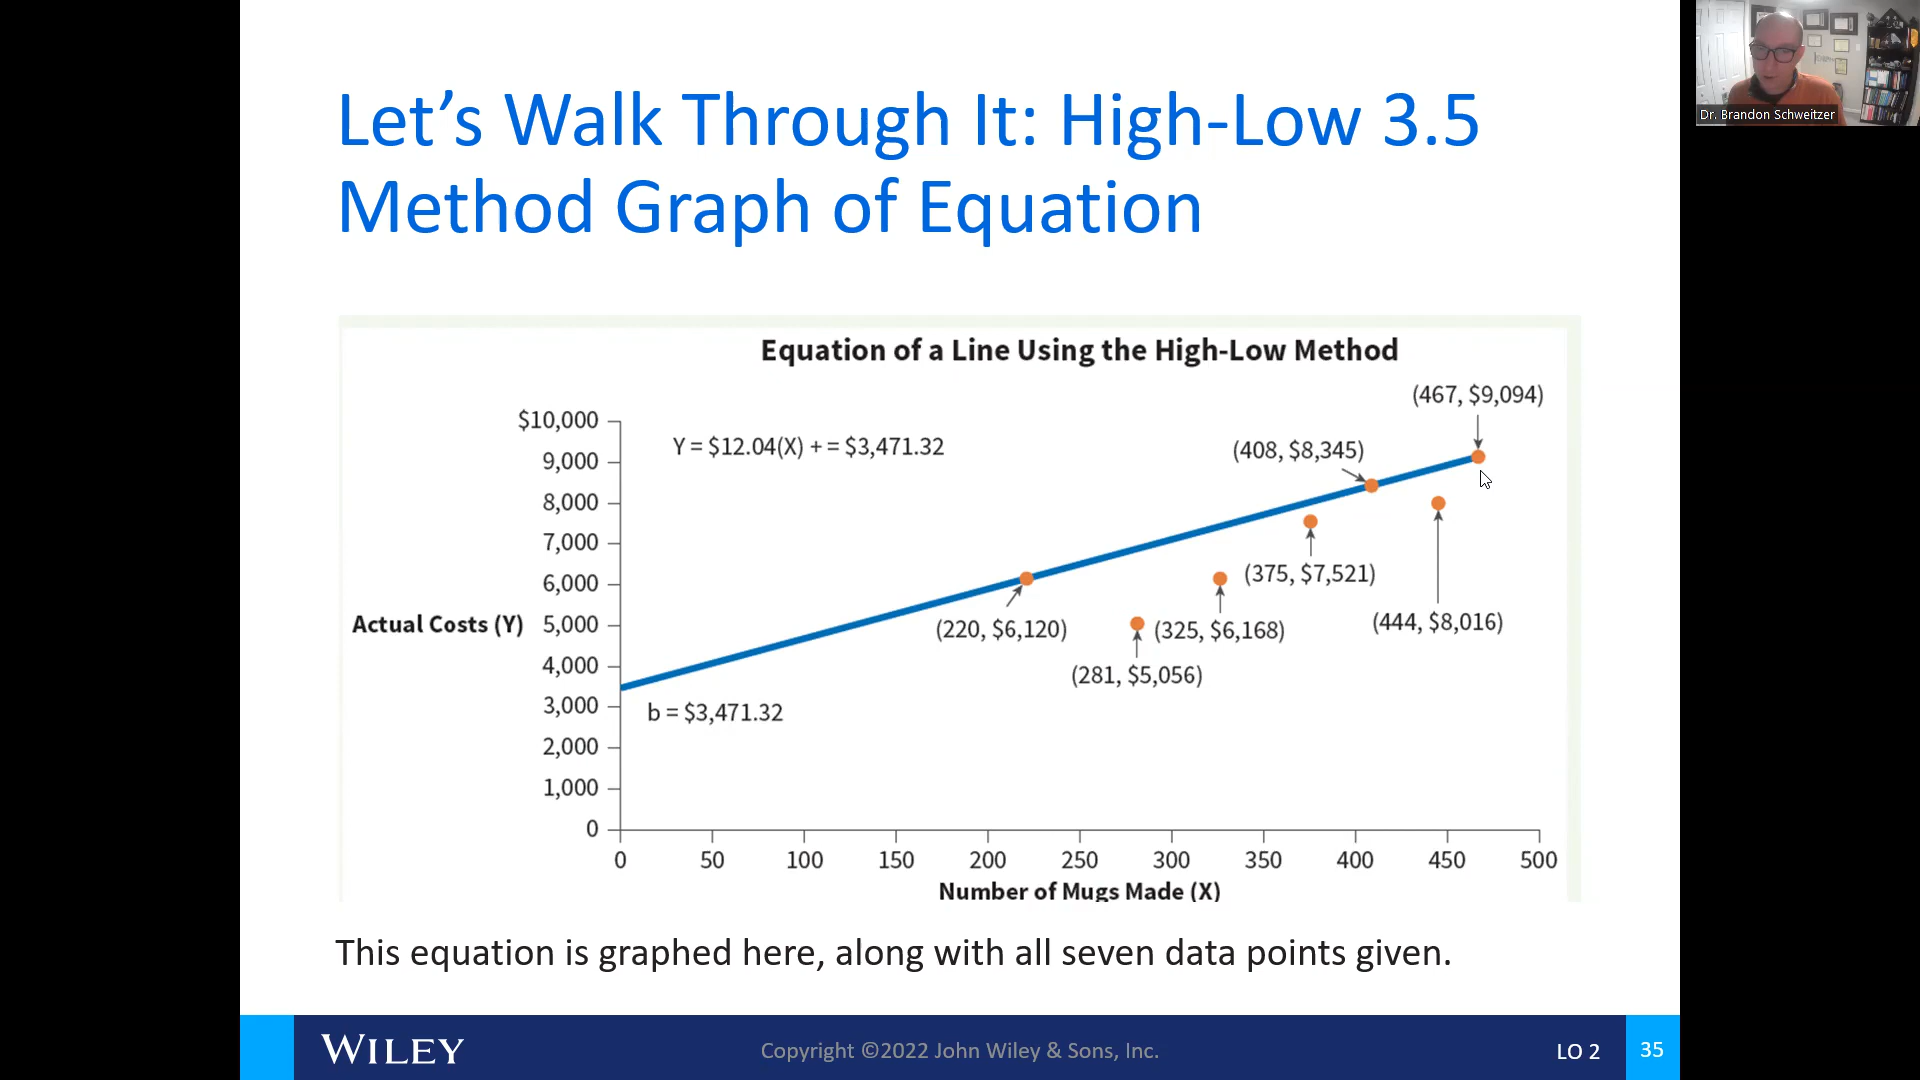 Let’s Walk Through It: High-Low 3.5
Method Graph of Equation
Dr. Brandon Schweitzer
Equation of a Line Using the High-Low Method
(467, $9,094)
$10,000
Y = $12.04(X) + = $3,471.32
(408, $8,345)
9,000
8,000
7,000
(375, $7,521)
6,000
Actual Costs (Y)
5,000
(220, $6,120)
(325, $6,168)
(444, $8,016)
4,000
(281, $5,056)
3,000
b = $3,471.32
2,000
1,000
0
0 50 100 150 200 250 300 350 400 450 500
Number of Mugs Made (X)
This equation is graphed here, along with all seven data points given.
WILEY
Copyright ©2022 John Wiley & Sons, Inc.
LO 2
35